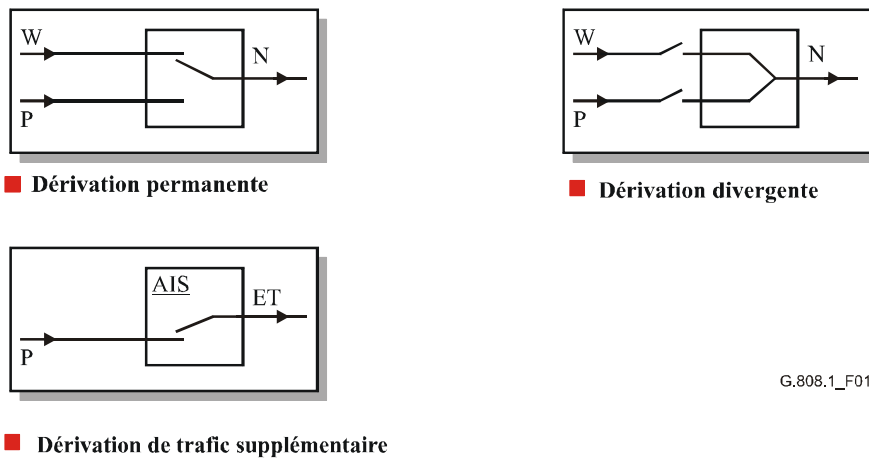 W
N
P
Dérivation permanente
W
N
P
Dérivation divergente
AIS
ET
P
G.808.1_F01
Dérivation de trafic supplémentaire